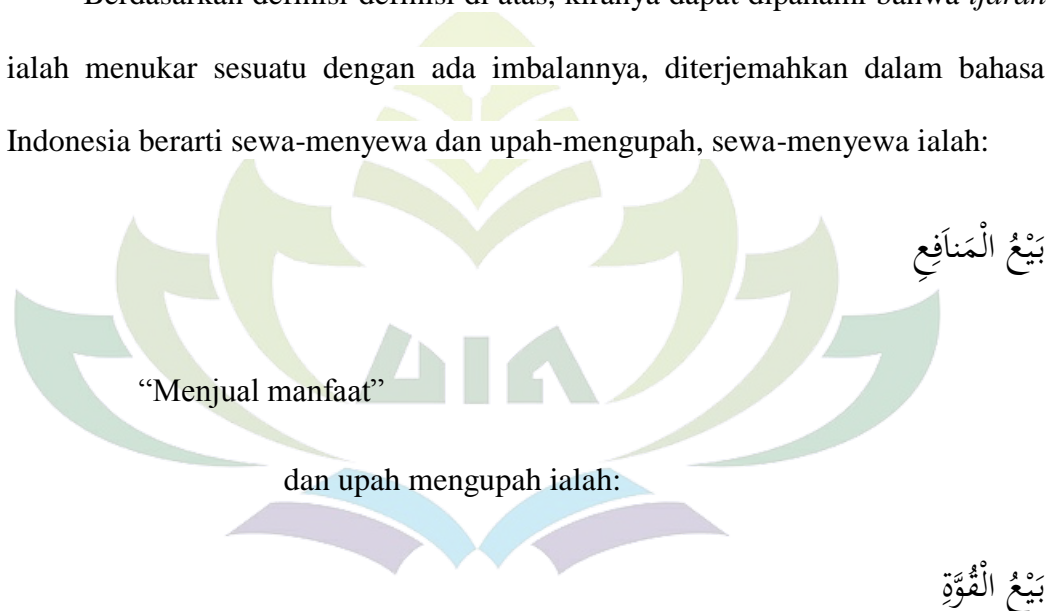 Berdasarkan definisi-definisi di atas, kiranya dapat dipahami bahwa ijarah
ialah menukar sesuatu dengan ada imbalannya, diterjemahkan dalam bahasa
Indonesia berarti sewa-menyewa dan upah-mengupah, sewa-menyewa ialah:
بَيْعُ الْمَناَفِعِ
“Menjual manfaat”
dan upah mengupah ialah:
بَيْعُ الْقُوَّةِ